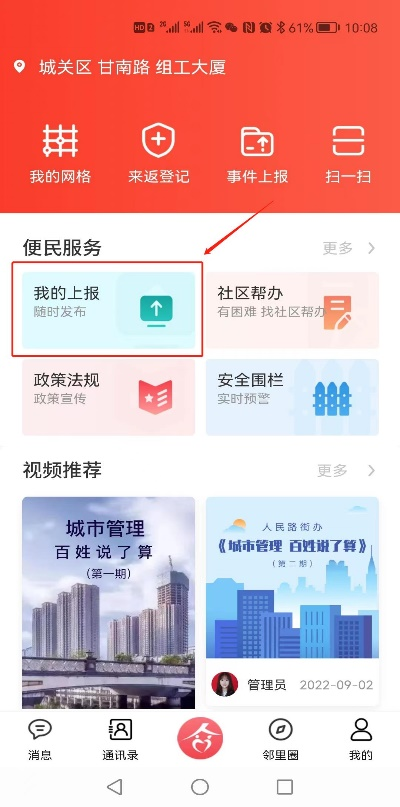 HD 2 2G 5G 61% 10:08
城关区 甘南路 组工大厦
我的网格 来返登记 事件上报 扫一扫
便民服务 更多
我的上报 社区帮办
随时发布 有困难 找社区帮办
政策法规 安全围栏
政策宣传 实时预警
视频推荐 更多
城市管理
百姓说了算
（第一期）
人民路街办
《城市管理 百姓说了算》
（第二期）
管理员 2022-09-02
消息 通讯录 邻里圈 我的